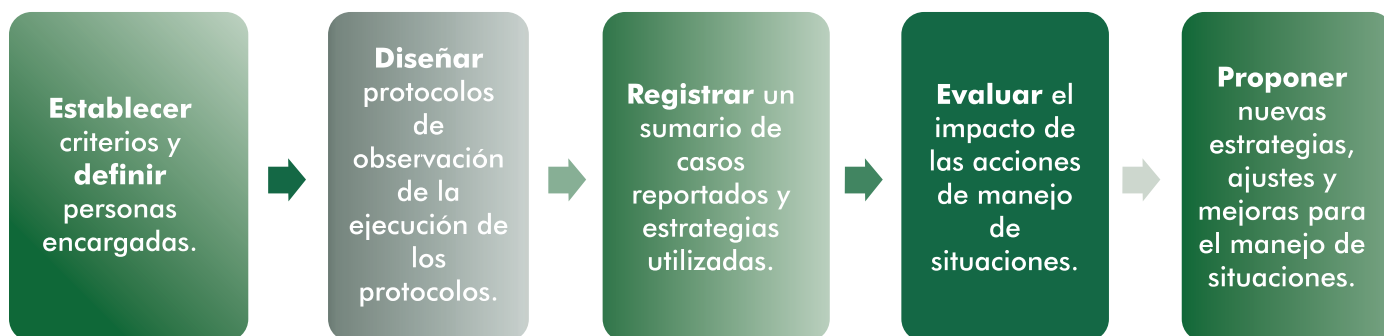 Establecer
criterios y
definir
personas
encargadas.
Diseñar
protocolos
de
observación
de la
ejecución de
los
protocolos.
Registrar un
sumario de
casos
reportados y
estrategias
utilizadas.
Evaluar el
impacto de
las acciones
de manejo
de
situaciones.
Proponer
nuevas
estrategias,
ajustes y
mejoras para
el manejo de
situaciones.